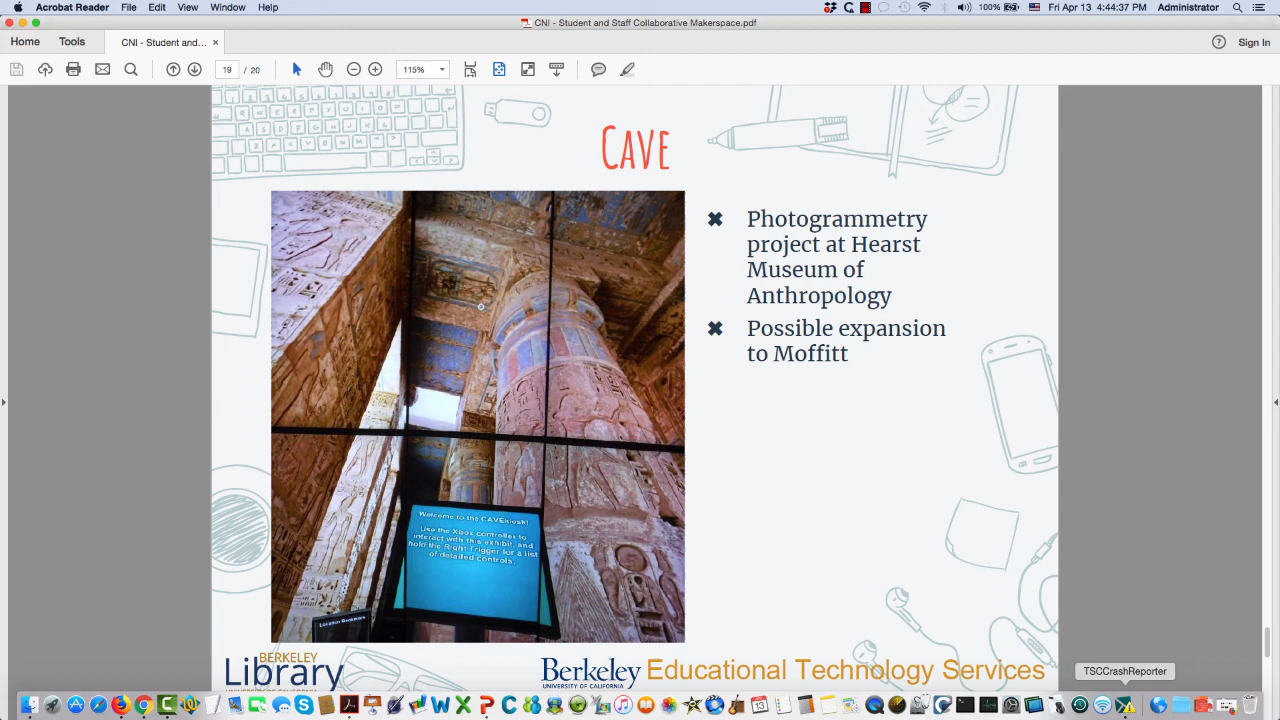 Acrobat Reader File Edit View Window Help 100% Fri Apr 13 4:44:37 PM Administrator
CNI - Student and Staff Collaborative Makerspace.pdf
Home Tools CNI - Student and... × Sign In
19 / 20 115%
CAVE
✖ Photogrammetry
project at Hearst
Museum of
Anthropology
✖ Possible expansion
to Moffitt
Welcome to the CAVEkiosk!
Use the Xbox controller to
interact with this exhibit, and
hold the Right Trigger for a list
of detailed controls.
Location Bookmark
BERKELEY
Library
Berkeley Educational Technology Services
UNIVERSITY OF CALIFORNIA
TSCCrashReporter